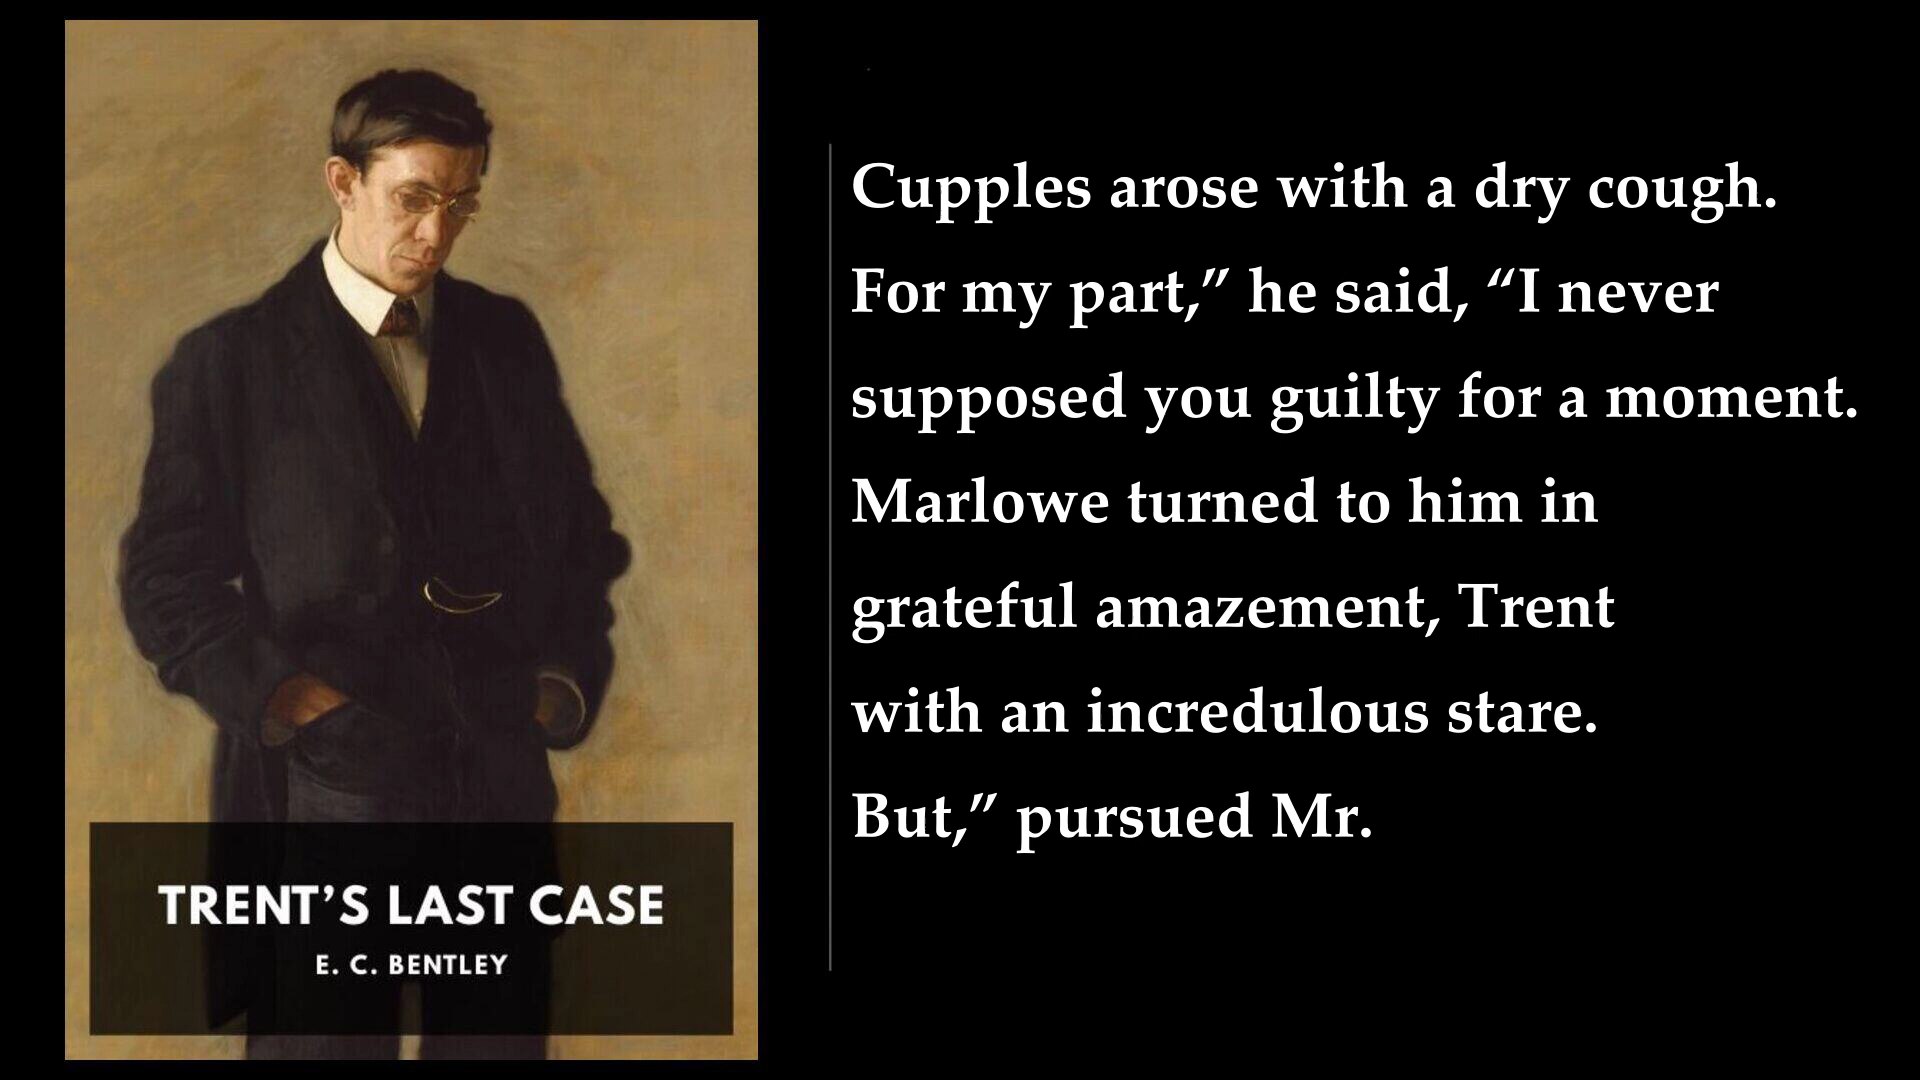 TRENT’S LAST CASE
E. C. BENTLEY
Cupples arose with a dry cough.
For my part,” he said, “I never
supposed you guilty for a moment.
Marlowe turned to him in
grateful amazement, Trent
with an incredulous stare.
But,” pursued Mr.